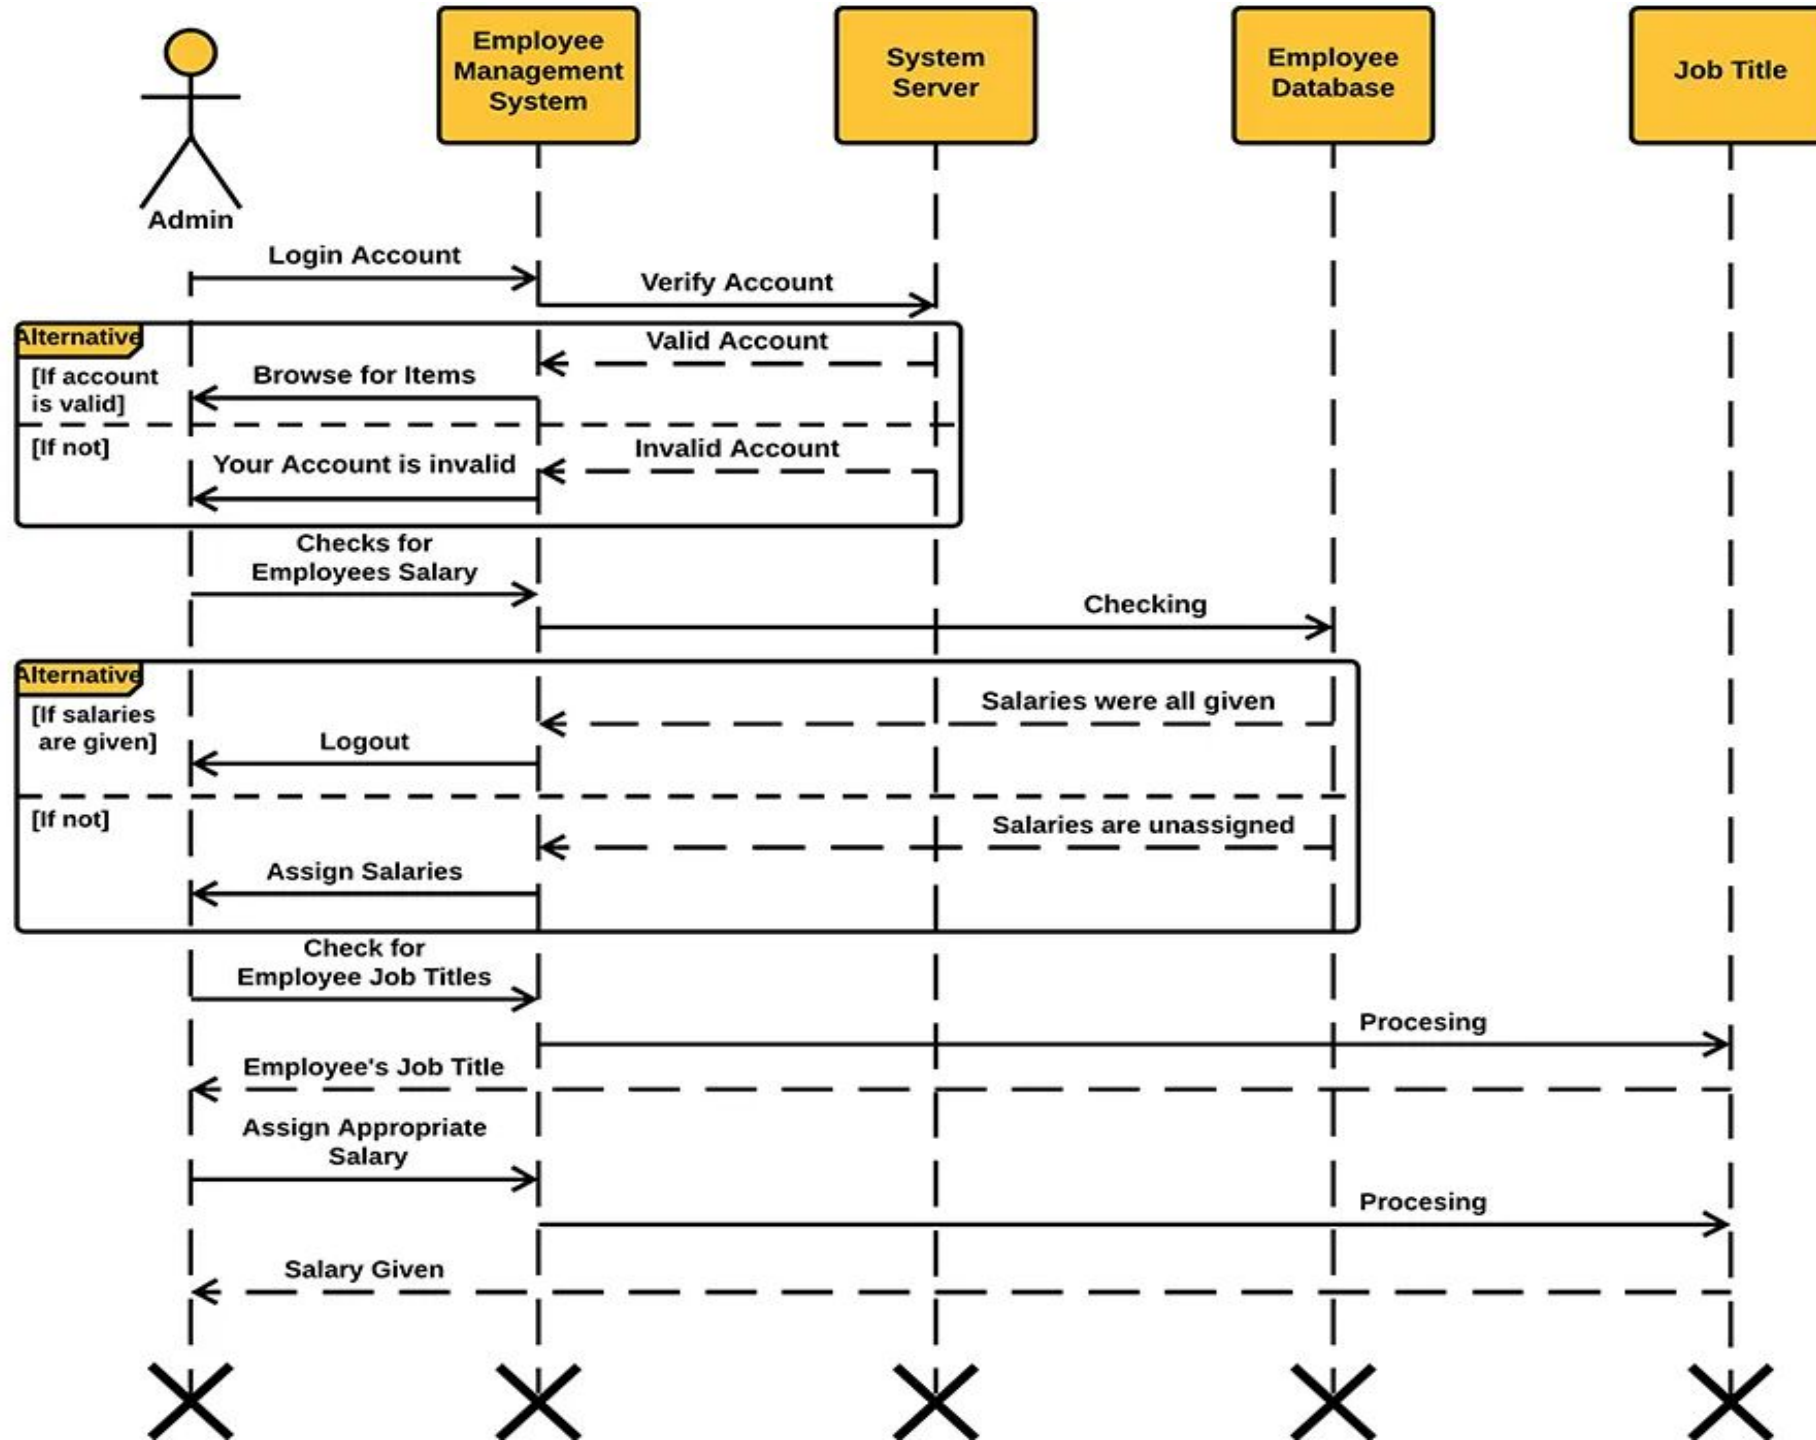 Employee
Management
System
System
Server
Employee
Database
Job Title
Admin
Login Account
Verify Account
Alternative
Valid Account
[If account
is valid]
Browse for Items
[If not]
Invalid Account
Your Account is invalid
Checks for
Employees Salary
Checking
Alternative
Salaries were all given
[If salaries
are given]
Logout
[If not]
Salaries are unassigned
Assign Salaries
Check for
Employee Job Titles
Procesing
Employee's Job Title
Assign Appropriate
Salary
Procesing
Salary Given